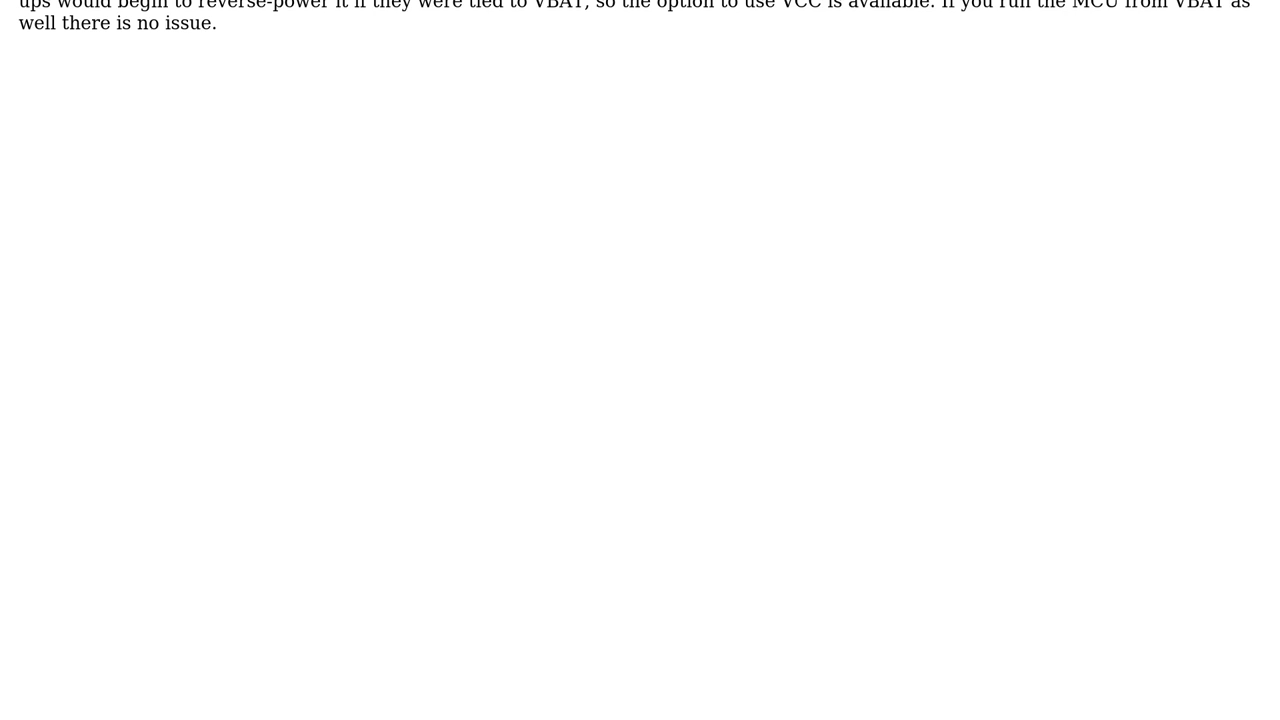 ups would begin to reverse-power it if they were tied to VBAT, so the option to use VCC is available. If you run the MCU from VBAT as
well there is no issue.